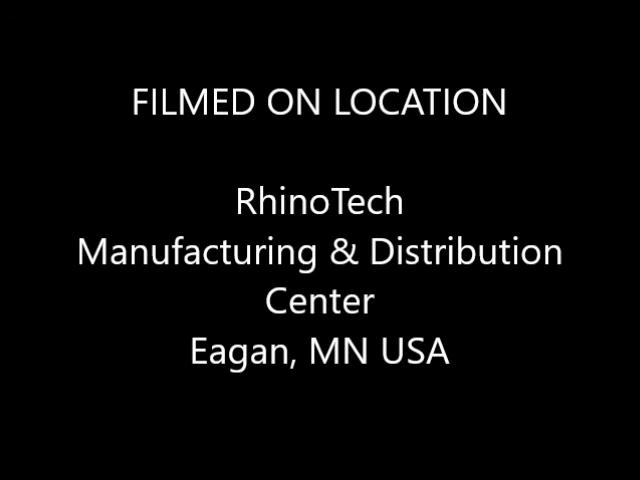 FILMED ON LOCATION
RhinoTech
Manufacturing & Distribution
Center
Eagan, MN USA